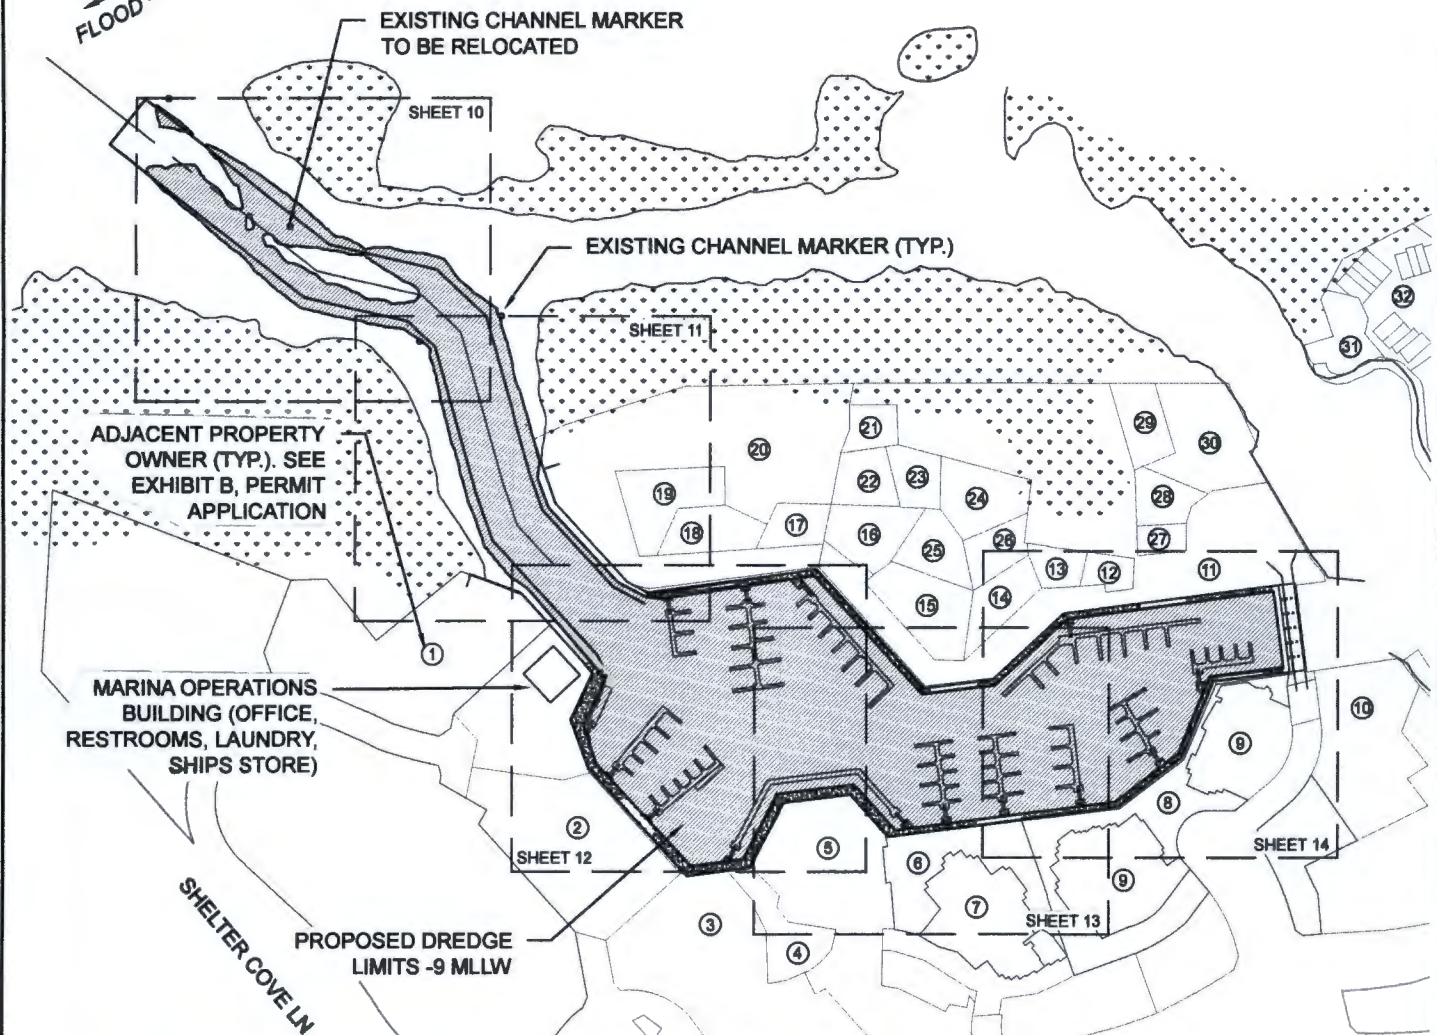 FLOOD
EXISTING CHANNEL MARKER
TO BE RELOCATED
SHEET 10
EXISTING CHANNEL MARKER (TYP.)
SHEET 11
32
31
ADJACENT PROPERTY
OWNER (TYP.). SEE
EXHIBIT B, PERMIT
APPLICATION
21
29
20
30
22
23
19
24
28
18
17
16
25
26
27
13
12
11
15
14
1
MARINA OPERATIONS
BUILDING (OFFICE,
RESTROOMS, LAUNDRY,
SHIPS STORE)
10
9
8
2
5
SHEET 12
6
SHEET 14
9
7
SHEET 13
3
4
SHELTER COVE LN
PROPOSED DREDGE
LIMITS -9 MLLW